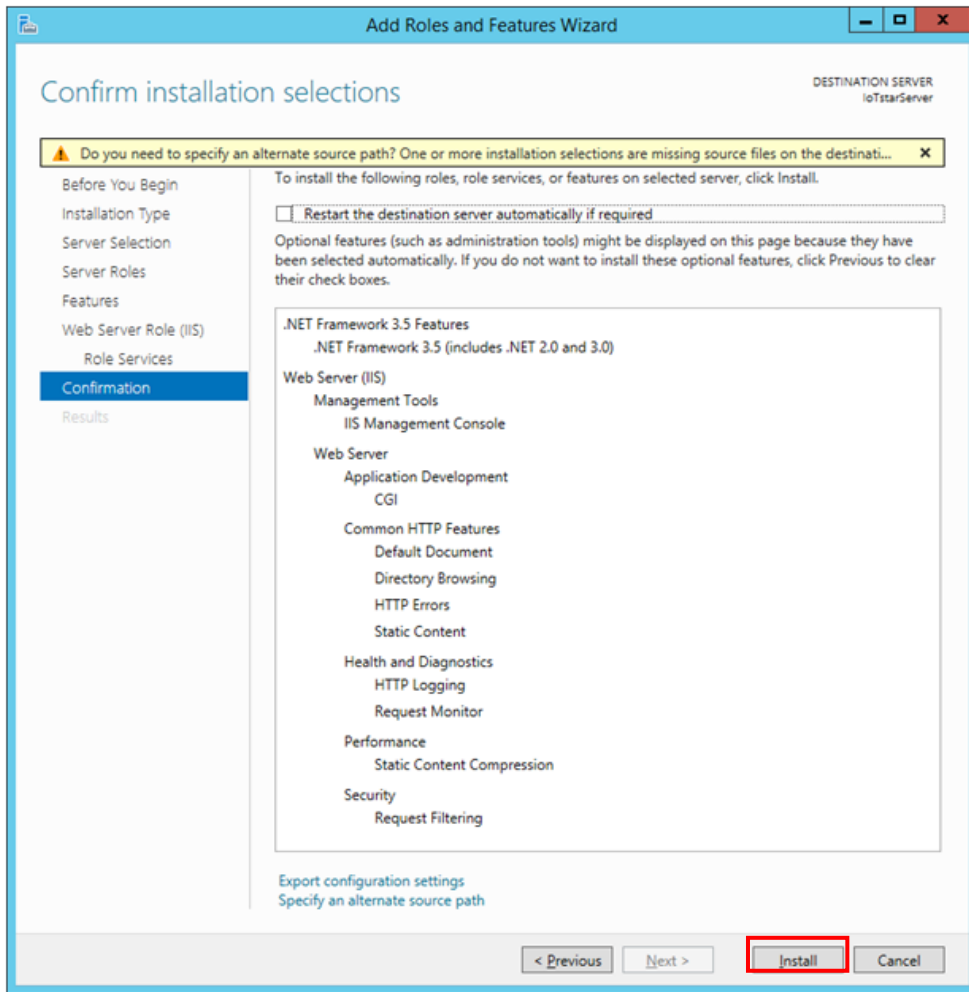 Add Roles and Features Wizard
Confirm installation selections
DESTINATION SERVER
IoTstarServer
Do you need to specify an alternate source path? One or more installation selections are missing source files on the destinati...
Before You Begin
Installation Type
Server Selection
Server Roles
Features
Web Server Role (IIS)
Role Services
Confirmation
Results
To install the following roles, role services, or features on selected server, click Install.
Restart the destination server automatically if required
Optional features (such as administration tools) might be displayed on this page because they have
been selected automatically. If you do not want to install these optional features, click Previous to clear
their check boxes.
.NET Framework 3.5 Features
.NET Framework 3.5 (includes .NET 2.0 and 3.0)
Web Server (IIS)
Management Tools
IIS Management Console
Web Server
Application Development
CGI
Common HTTP Features
Default Document
Directory Browsing
HTTP Errors
Static Content
Health and Diagnostics
HTTP Logging
Request Monitor
Performance
Static Content Compression
Security
Request Filtering
Export configuration settings
Specify an alternate source path
< Previous
Next >
Install
Cancel